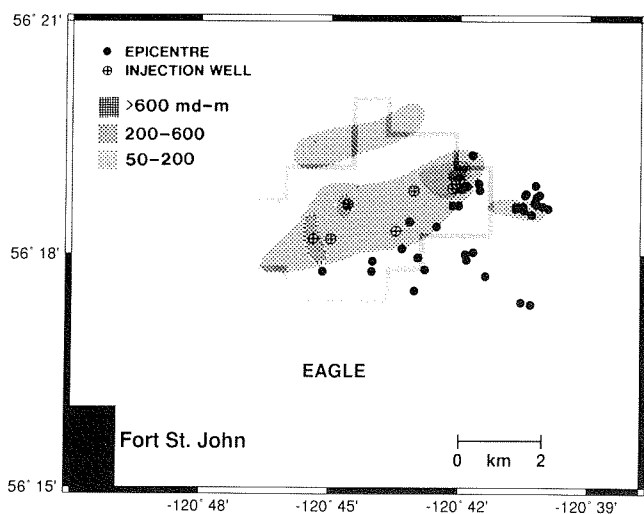 56° 21'
EPICENTRE
INJECTION WELL
>600 md-m
200-600
50-200
56° 18'
EAGLE
Fort St. John
0 km 2
56° 15'
-120° 48' -120° 45' -120° 42' -120° 39'